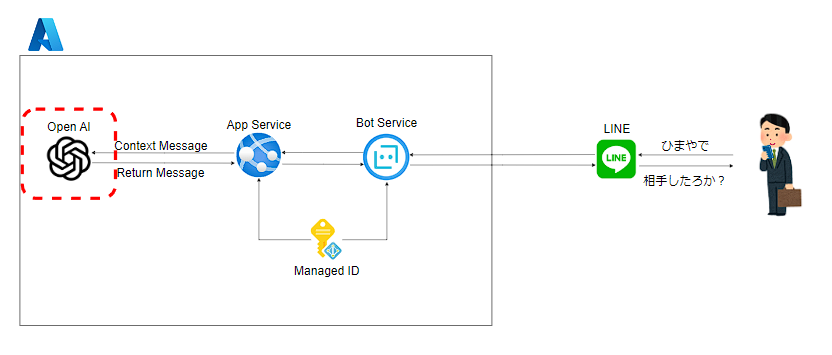 Open AI
Context Message
Return Message
App Service
Bot Service
Managed ID
LINE
LINE
ひまやで
相手したろか？